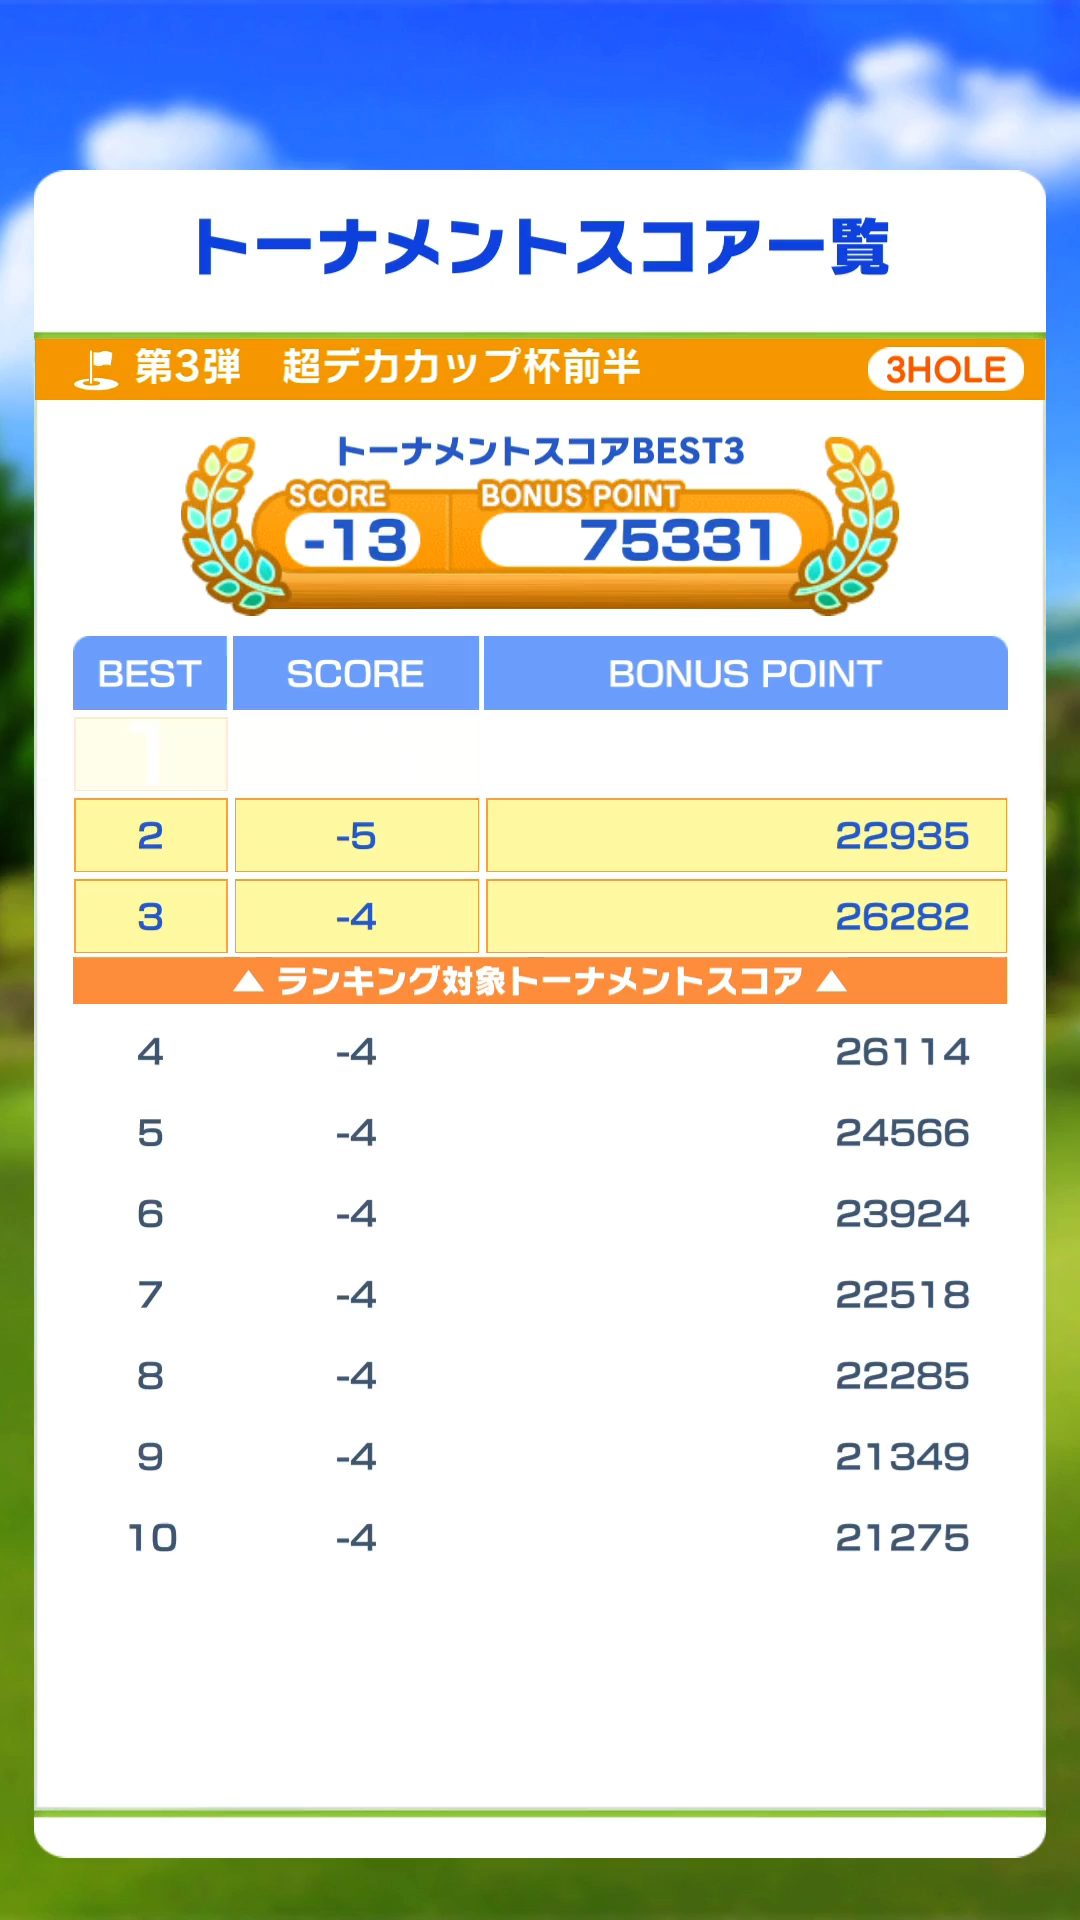 トーナメントスコア一覧
第3弾　超デカカップ杯前半 3HOLE
トーナメントスコアBEST3
SCORE BONUS POINT
-13 75331
BEST SCORE BONUS POINT
1
2 -5 22935
3 -4 26282
▲ ランキング対象トーナメントスコア ▲
4 -4 26114
5 -4 24566
6 -4 23924
7 -4 22518
8 -4 22285
9 -4 21349
10 -4 21275